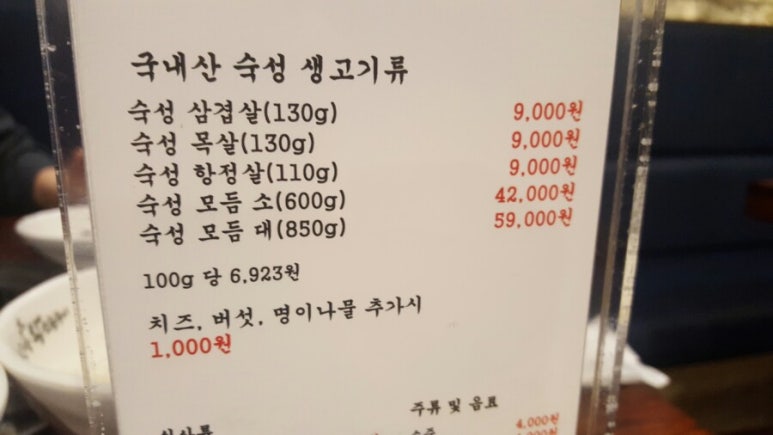 국내산 숙성 생고기류
숙성 삼겹살(130g) 9,000원
숙성 목살(130g) 9,000원
숙성 항정살(110g) 9,000원
숙성 모듬 소(600g) 42,000원
숙성 모듬 대(850g) 59,000원
100g 당 6,923원
치즈, 버섯, 명이나물 추가시
1,000원
주류 및 음료
4,000원